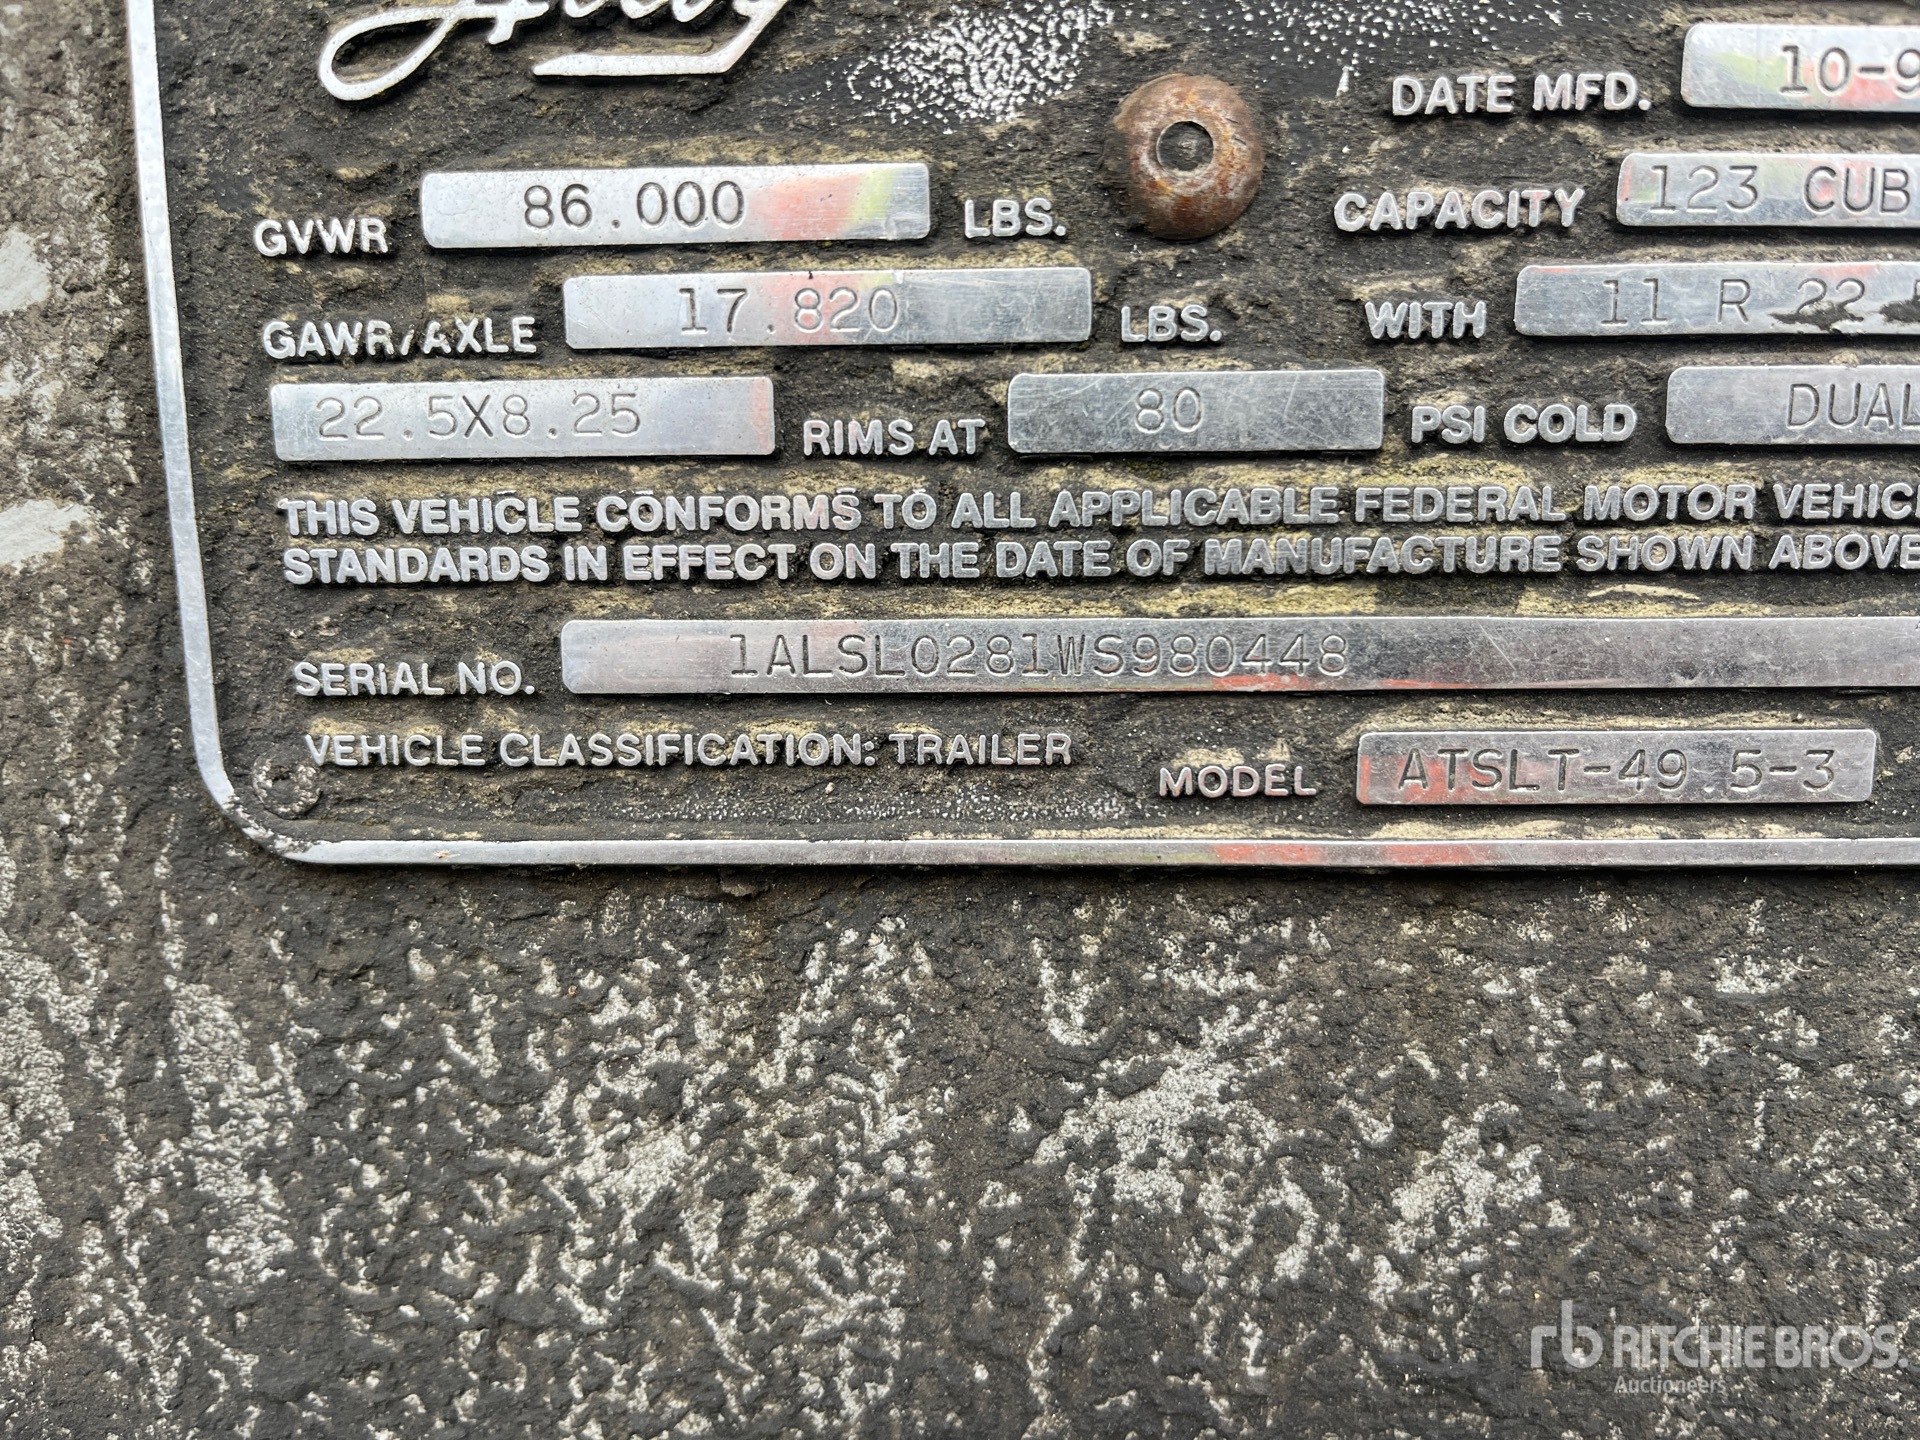 DATE MFD. 10-9
GVWR 86.000 LBS. CAPACITY 123 CUB
GAWR/AXLE 17.820 LBS. WITH 11 R 22
22.5X8.25 RIMS AT 80 PSI COLD DUAL
THIS VEHICLE CONFORMS TO ALL APPLICABLE FEDERAL MOTOR VEHIC
STANDARDS IN EFFECT ON THE DATE OF MANUFACTURE SHOWN ABOVE
SERIAL NO. 1ALSL0281WS980448
VEHICLE CLASSIFICATION: TRAILER MODEL ATSLT-49.5-3
rb RITCHIE BROS.
Auctioneers